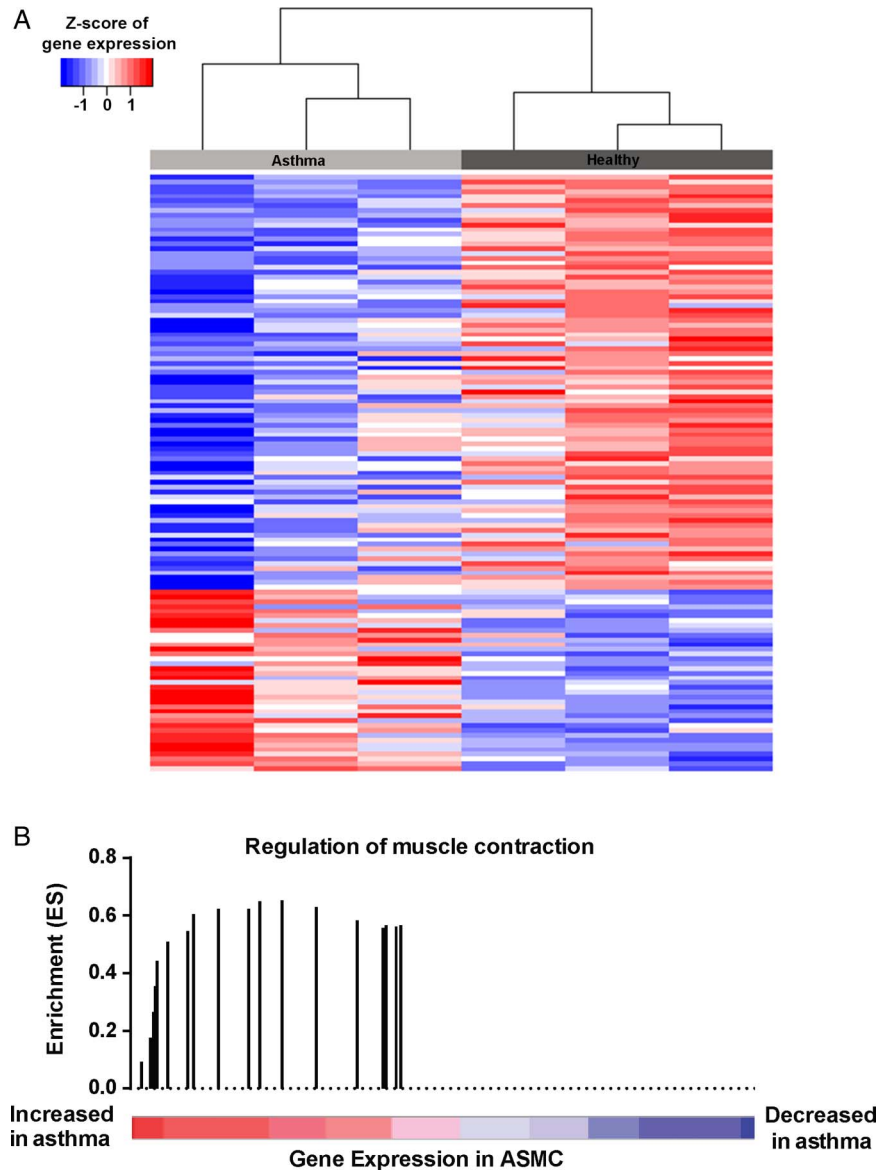 A
Z-score of
gene expression
-1 0 1
Asthma Healthy
B
Regulation of muscle contraction
Enrichment (ES)
0.8
0.6
0.4
0.2
0.0
Increased
in asthma
Decreased
in asthma
Gene Expression in ASMC